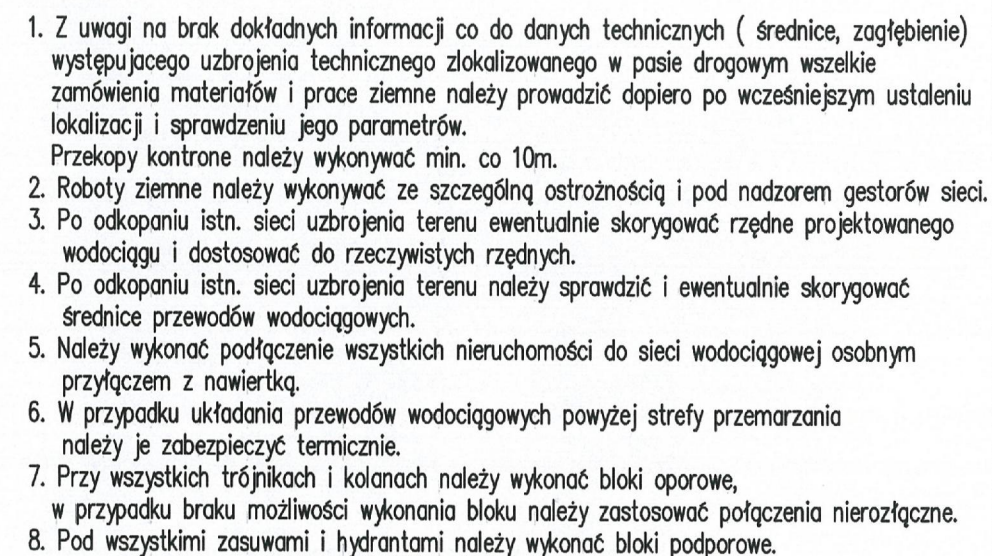 1. Z uwagi na brak dokładnych informacji co do danych technicznych ( średnice, zagłębienie)
występujacego uzbrojenia technicznego zlokalizowanego w pasie drogowym wszelkie
zamówienia materiałów i prace ziemne należy prowadzić dopiero po wcześniejszym ustaleniu
lokalizacji i sprawdzeniu jego parametrów.
Przekopy kontrone należy wykonywać min. co 10m.
2. Roboty ziemne należy wykonywać ze szczególną ostrożnością i pod nadzorem gestorów sieci.
3. Po odkopaniu istn. sieci uzbrojenia terenu ewentualnie skorygować rzędne projektowanego
wodociągu i dostosować do rzeczywistych rzędnych.
4. Po odkopaniu istn. sieci uzbrojenia terenu należy sprawdzić i ewentualnie skorygować
średnice przewodów wodociągowych.
5. Należy wykonać podłączenie wszystkich nieruchomości do sieci wodociągowej osobnym
przyłączem z nawiertką.
6. W przypadku układania przewodów wodociągowych powyżej strefy przemarzania
należy je zabezpieczyć termicznie.
7. Przy wszystkich trójnikach i kolanach należy wykonać bloki oporowe,
w przypadku braku możliwości wykonania bloku należy zastosować połączenia nierozłączne.
8. Pod wszystkimi zasuwami i hydrantami należy wykonać bloki podporowe.